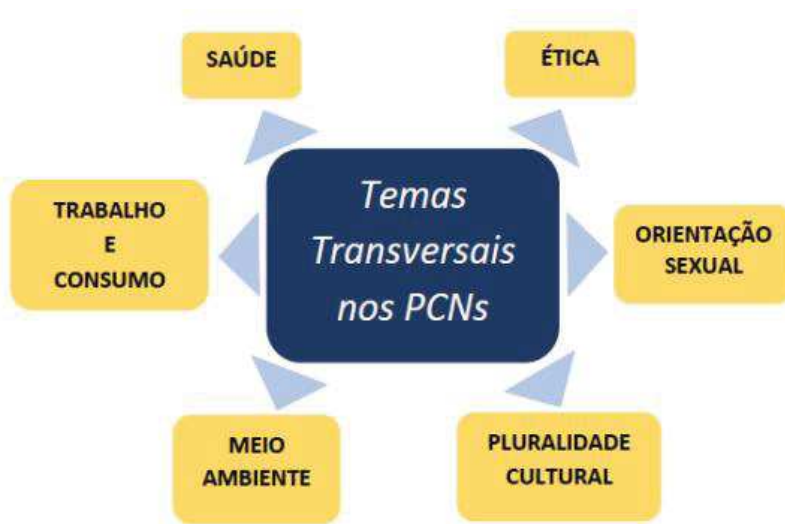 SAÚDE
ÉTICA
Temas
Transversais
nos PCNs
TRABALHO
E
CONSUMO
ORIENTAÇÃO
SEXUAL
MEIO
AMBIENTE
PLURALIDADE
CULTURAL